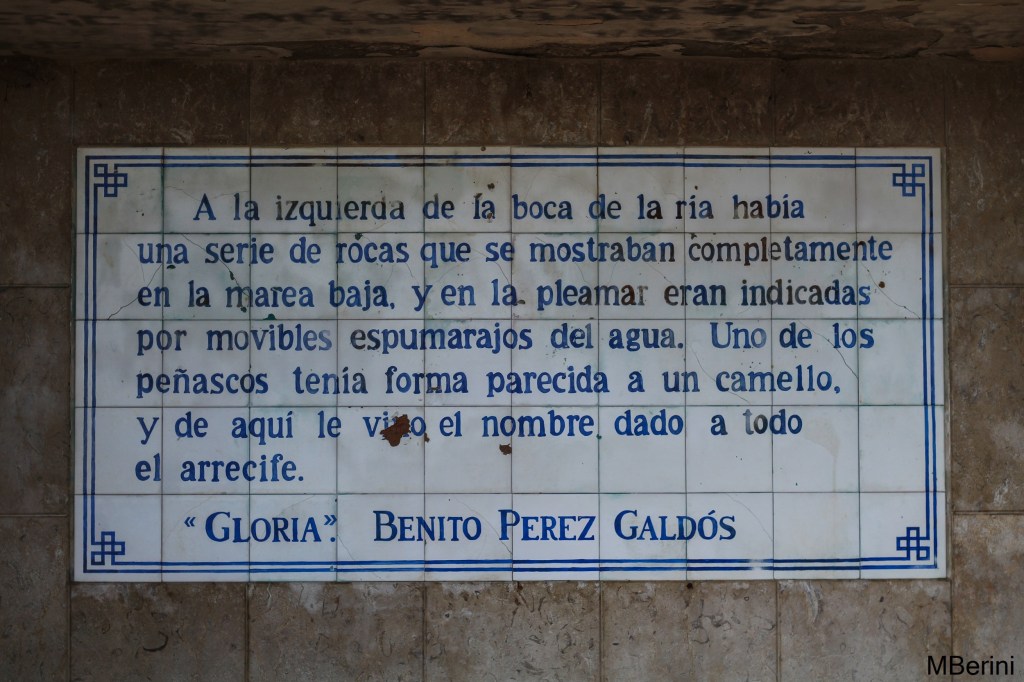 A la izquierda de la boca de la ría había
una serie de rocas que se mostraban completamente
en la marea baja, y en la pleamar eran indicadas
por movibles espumarajos del agua. Uno de los
peñascos tenía forma parecida a un camello,
y de aquí le vino el nombre dado a todo
el arrecife.
“GLORIA”. BENITO PEREZ GALDÓS
MBerini